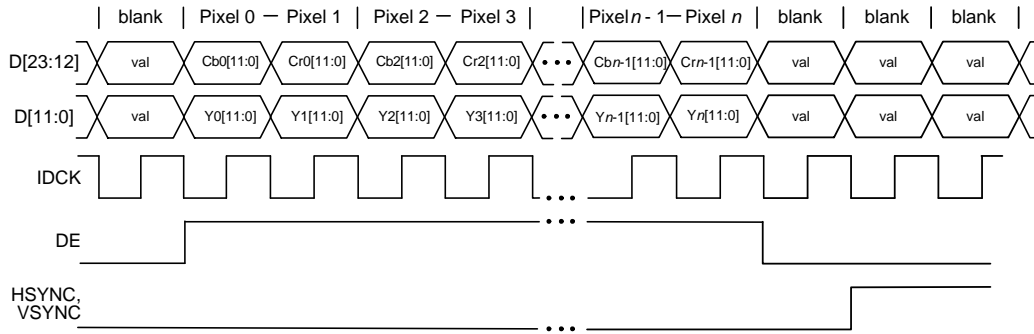 blank Pixel 0 — Pixel 1 Pixel 2 — Pixel 3 Pixel n - 1 — Pixel n blank blank blank
D[23:12] val Cb0[11:0] Cr0[11:0] Cb2[11:0] Cr2[11:0] • • • Cbn-1[11:0] Crn-1[11:0] val val val
D[11:0] val Y0[11:0] Y1[11:0] Y2[11:0] Y3[11:0] • • • Yn-1[11:0] Yn[11:0] val val val
IDCK • • •
DE • • •
HSYNC,
VSYNC • • •